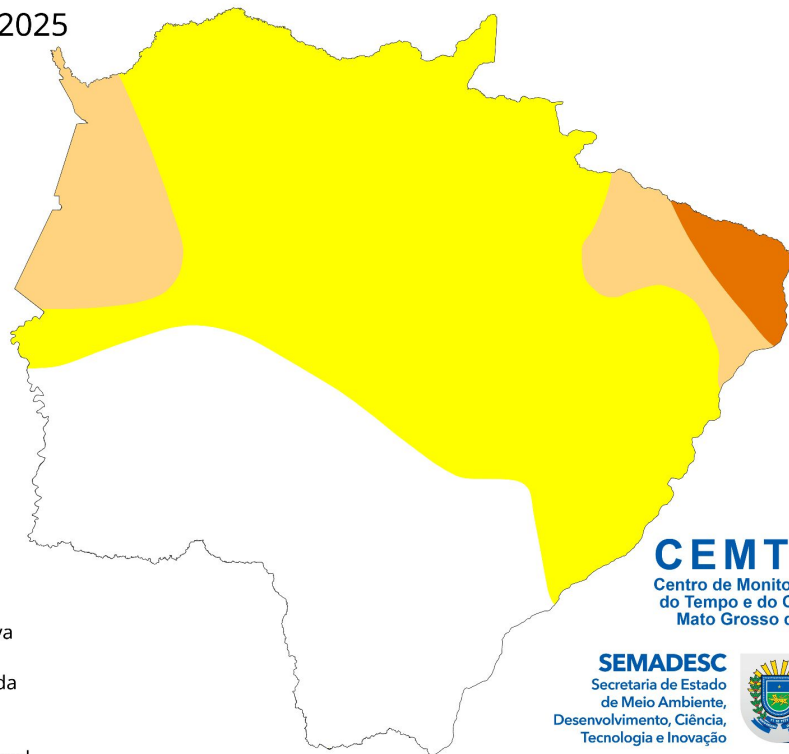 2025
va
da
CEMT
Centro de Monito
do Tempo e do C
Mato Grosso d
SEMADESC
Secretaria de Estado
de Meio Ambiente,
Desenvolvimento, Ciência,
Tecnologia e Inovação